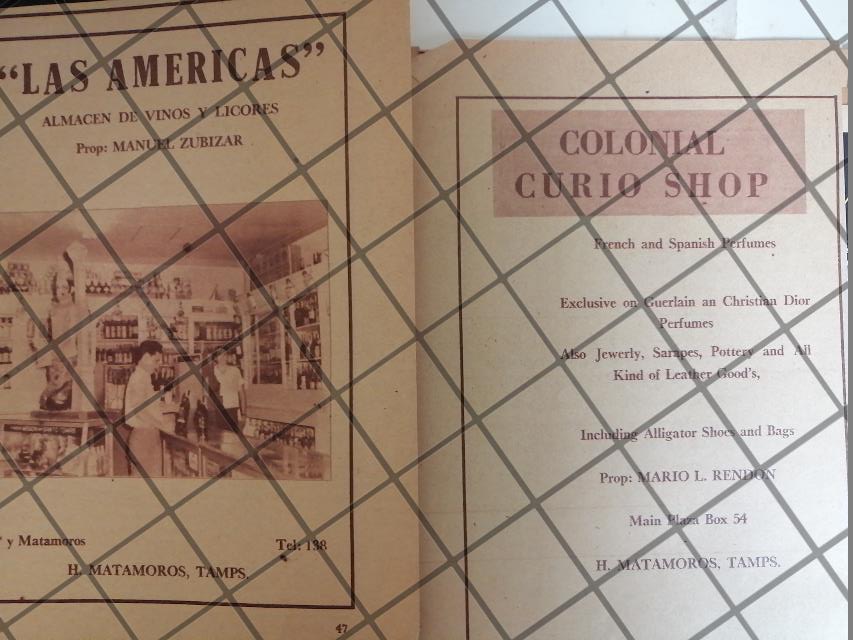 "LAS AMERICAS"
ALMACEN DE VINOS Y LICORES
Prop: MANUEL ZUBIZAR
y Matamoros
Tel: 138
H. MATAMOROS, TAMPS.
47
COLONIAL
CURIO SHOP
French and Spanish Perfumes
Exclusive on Guerlain an Christian Dior
Perfumes
Also Jewerly, Sarapes, Pottery and All
Kind of Leather Good's,
Including Alligator Shoes and Bags
Prop: MARIO L. RENDON
Main Plaza Box 54
H. MATAMOROS, TAMPS.